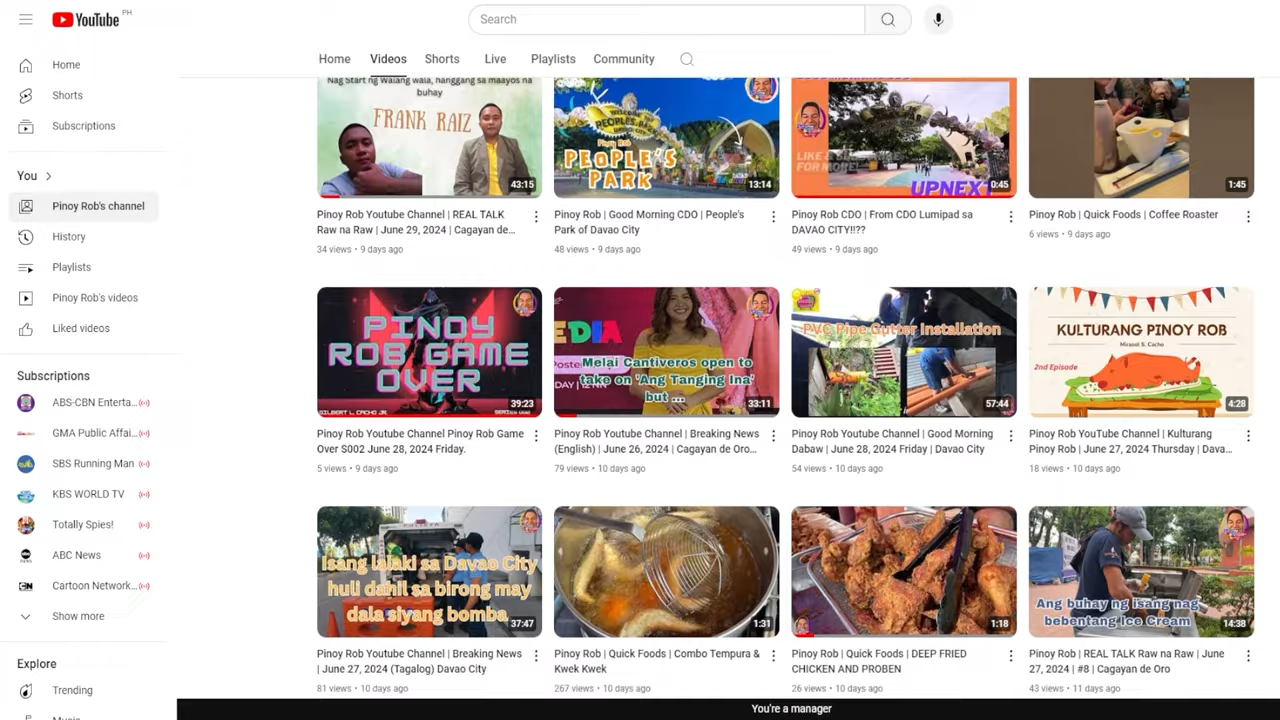 YouTube PH
Search
Home
Videos
Shorts
Live
Playlists
Community
Home
Shorts
Subscriptions
You
Pinoy Rob's channel
History
Playlists
Pinoy Rob's videos
Liked videos
Subscriptions
ABS-CBN Enterta...
GMA Public Affai...
SBS Running Man
KBS WORLD TV
Totally Spies!
ABC News
Cartoon Network...
Show more
Explore
Trending
Nag Start ng Walang wala, hanggang sa maayos na
buhay
FRANK RAIZ
43:15
Pinoy Rob Youtube Channel | REAL TALK
Raw na Raw | June 29, 2024 | Cagayan de...
34 views • 9 days ago
PEOPLE'S PARK
Pinoy Rob
PEOPLE'S
PARK
13:14
Pinoy Rob | Good Morning CDO | People's
Park of Davao City
48 views • 9 days ago
LIKE & SUBSCRIBE
FOR MORE!
UPNEXT
0:45
Pinoy Rob CDO | From CDO Lumipad sa
DAVAO CITY!!??
49 views • 9 days ago
1:45
Pinoy Rob | Quick Foods | Coffee Roaster
6 views • 9 days ago
PINOY
ROB GAME
OVER
GILBERT L. CACHO JR.
39:23
Pinoy Rob Youtube Channel Pinoy Rob Game
Over S002 June 28, 2024 Friday.
5 views • 9 days ago
EDIA
Melai Cantiveros open to
take on 'Ang Tanging Ina'
but ...
33:11
Pinoy Rob Youtube Channel | Breaking News
(English) | June 26, 2024 | Cagayan de Oro...
79 views • 10 days ago
PVC Pipe Gutter Installation
57:44
Pinoy Rob Youtube Channel | Good Morning
Dabaw | June 28, 2024 Friday | Davao City
54 views • 10 days ago
KULTURANG PINOY ROB
Mirasol S. Cacho
2nd Episode
4:28
Pinoy Rob YouTube Channel | Kulturang
Pinoy Rob | June 27, 2024 Thursday | Dava...
18 views • 10 days ago
Isang lalaki sa Davao City
huli dahil sa birong may
dala siyang bomba
37:47
Pinoy Rob Youtube Channel | Breaking News
| June 27, 2024 (Tagalog) Davao City
81 views • 10 days ago
1:31
Pinoy Rob | Quick Foods | Combo Tempura &
Kwek Kwek
267 views • 10 days ago
1:18
Pinoy Rob | Quick Foods | DEEP FRIED
CHICKEN AND PROBEN
26 views • 10 days ago
Ang buhay ng isang nag
bebentang Ice Cream
14:38
Pinoy Rob | REAL TALK Raw na Raw | June
27, 2024 | #8 | Cagayan de Oro
43 views • 11 days ago
You're a manager